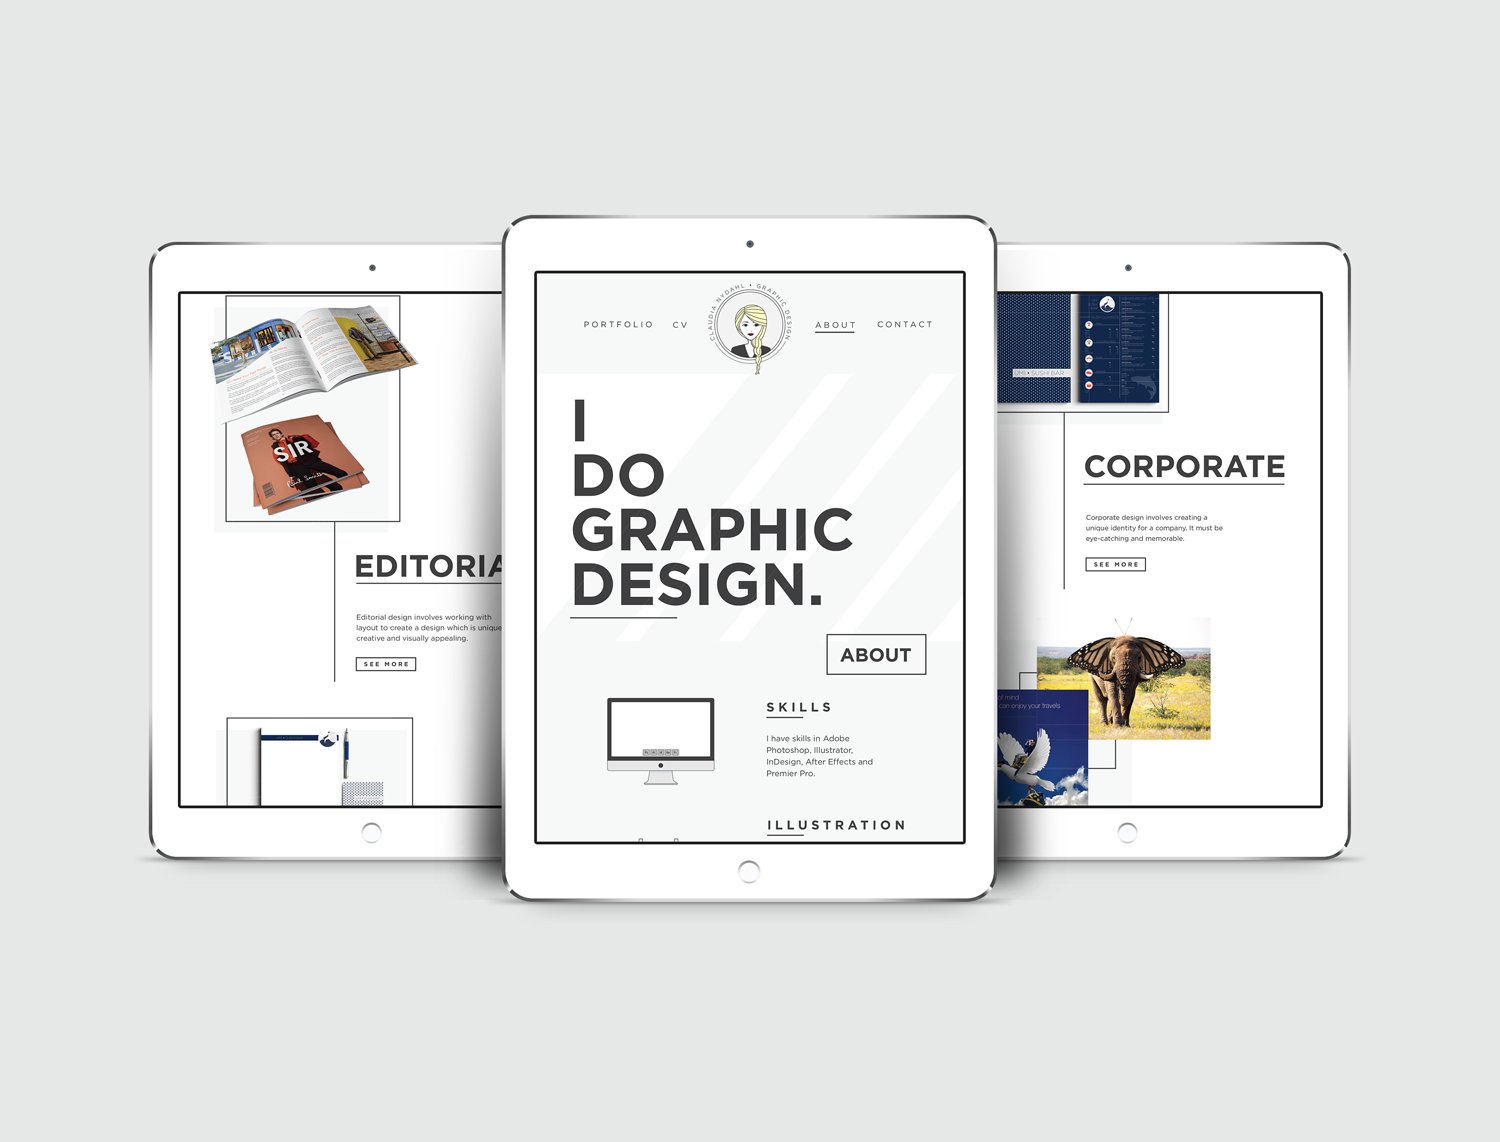 SIR
Paul Smith
EDITORIA
Editorial design involves working with
layout to create a design which is unique
creative and visually appealing.
SEE MORE
PORTFOLIO
CV
CLAUDIA NYDAHL • GRAPHIC DESIGN
ABOUT
CONTACT
I
DO
GRAPHIC
DESIGN.
ABOUT
SKILLS
I have skills in Adobe
Photoshop, Illustrator,
InDesign, After Effects and
Premier Pro.
ILLUSTRATION
UMI • SUSHI BAR
CORPORATE
Corporate design involves creating a
unique identity for a company. It must be
eye-catching and memorable.
SEE MORE
of mind
can enjoy your travels